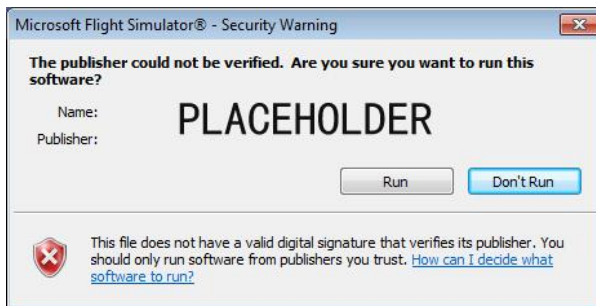 Microsoft Flight Simulator® - Security Warning
The publisher could not be verified. Are you sure you want to run this
software?
Name:
PLACEHOLDER
Publisher:
Run Don't Run
This file does not have a valid digital signature that verifies its publisher. You
should only run software from publishers you trust. How can I decide what
software to run?